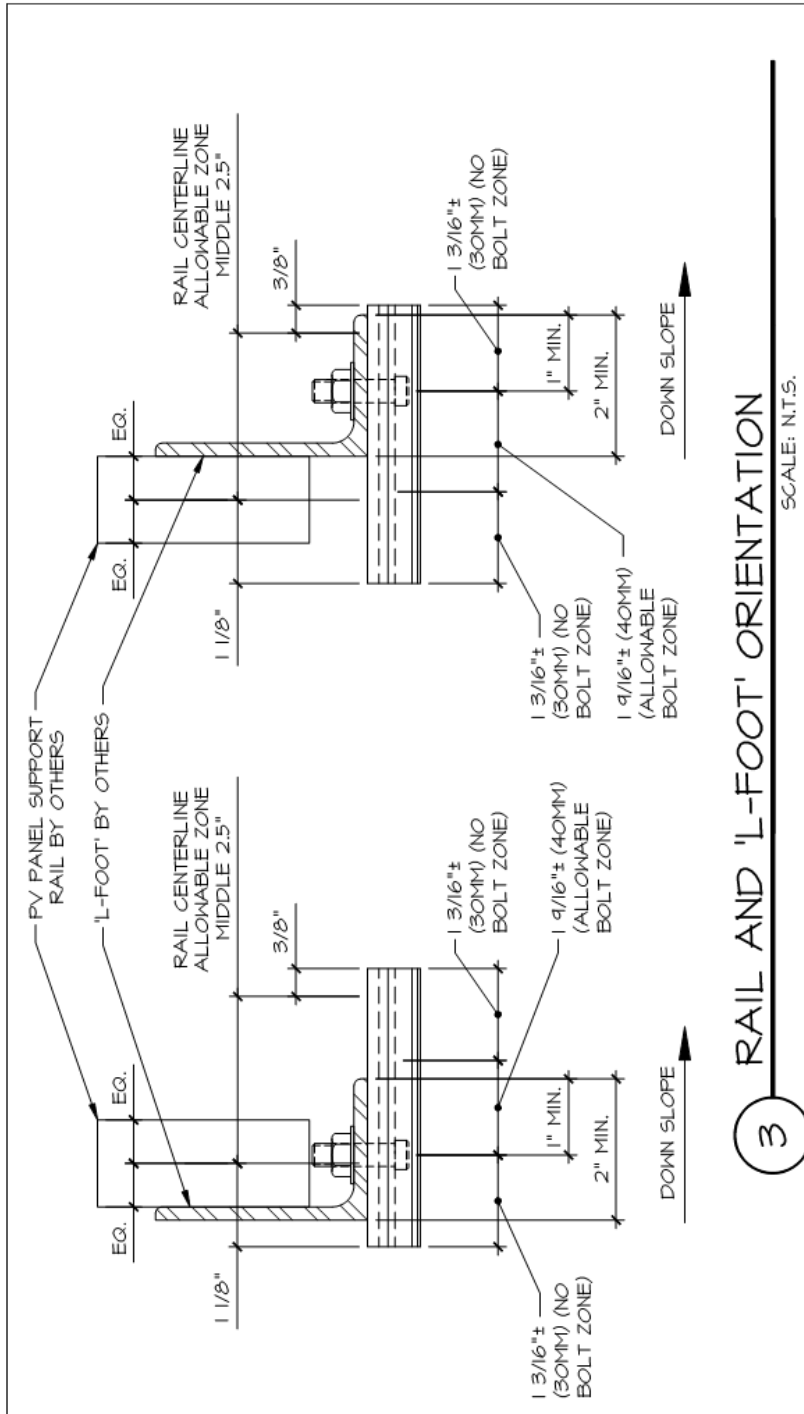 PV PANEL SUPPORT
RAIL BY OTHERS
'L-FOOT' BY OTHERS
EQ.
EQ.
1 1/8"
RAIL CENTERLINE
ALLOWABLE ZONE
MIDDLE 2.5"
3/8"
1 3/16"±
(30MM) (NO
BOLT ZONE)
1 3/16"±
(30MM) (NO
BOLT ZONE)
1 9/16"± (40MM)
(ALLOWABLE
BOLT ZONE)
1" MIN.
2" MIN.
DOWN SLOPE
EQ.
EQ.
1 1/8"
RAIL CENTERLINE
ALLOWABLE ZONE
MIDDLE 2.5"
3/8"
1 3/16"±
(30MM) (NO
BOLT ZONE)
1 9/16"± (40MM)
(ALLOWABLE
BOLT ZONE)
1 3/16"±
(30MM) (NO
BOLT ZONE)
1" MIN.
2" MIN.
DOWN SLOPE
3
RAIL AND 'L-FOOT' ORIENTATION
SCALE: N.T.S.